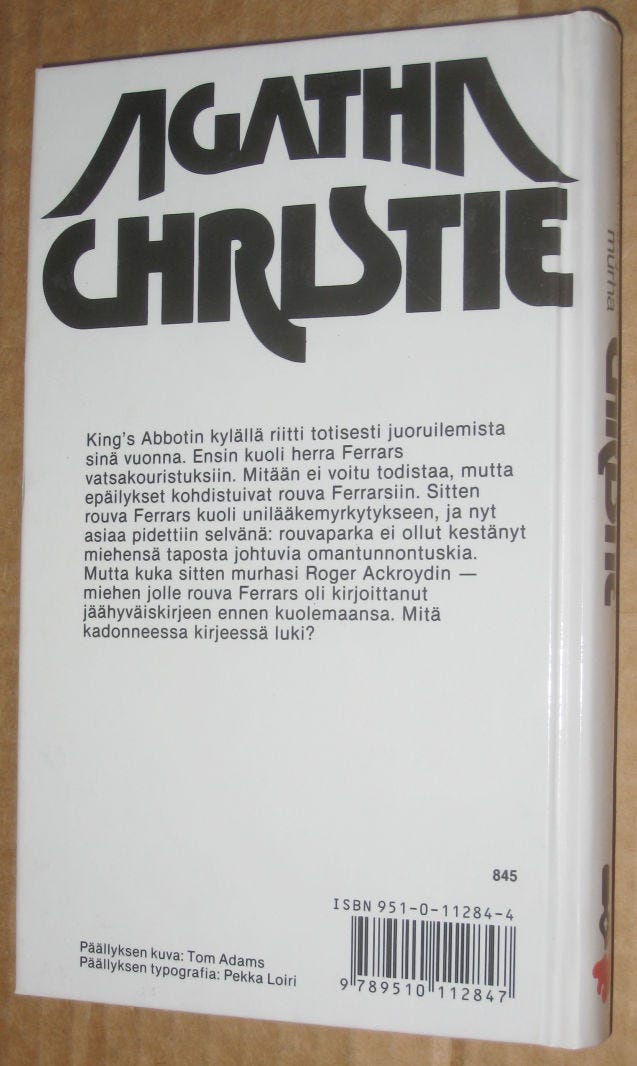 AGATHA
CHRISTIE
murha
King's Abbotin kylällä riitti totisesti juoruilemista
sinä vuonna. Ensin kuoli herra Ferrars
vatsakouristuksiin. Mitään ei voitu todistaa, mutta
epäilykset kohdistuivat rouva Ferrarsiin. Sitten
rouva Ferrars kuoli unilääkemyrkytykseen, ja nyt
asiaa pidettiin selvänä: rouvaparka ei ollut kestänyt
miehensä taposta johtuvia omantunnontuskia.
Mutta kuka sitten murhasi Roger Ackroydin —
miehen jolle rouva Ferrars oli kirjoittanut
jäähyväiskirjeen ennen kuolemaansa. Mitä
kadonneessa kirjeessä luki?
845
ISBN 951-0-11284-4
Päällyksen kuva: Tom Adams
Päällyksen typografia: Pekka Loiri
9 789510 112847